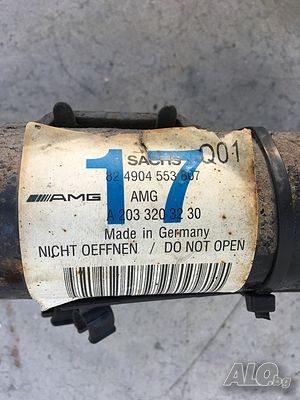 SACHS Q01
82 4904 553 807
17
AMG AMG
A 203 320 32 30
Made in Germany
NICHT OEFFNEN / DO NOT OPEN
ALO.bg